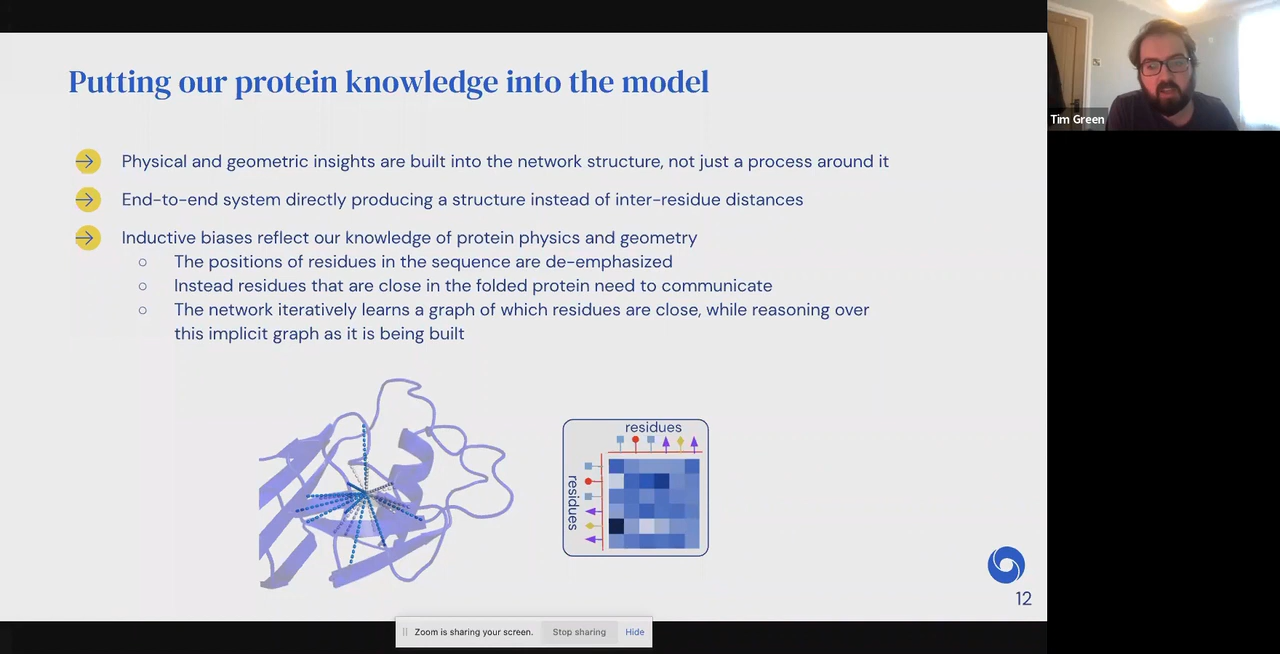 Putting our protein knowledge into the model
Physical and geometric insights are built into the network structure, not just a process around it
End-to-end system directly producing a structure instead of inter-residue distances
Inductive biases reflect our knowledge of protein physics and geometry
The positions of residues in the sequence are de-emphasized
Instead residues that are close in the folded protein need to communicate
The network iteratively learns a graph of which residues are close, while reasoning over
this implicit graph as it is being built
residues
residues
12
Zoom is sharing your screen. Stop sharing Hide
Tim Green